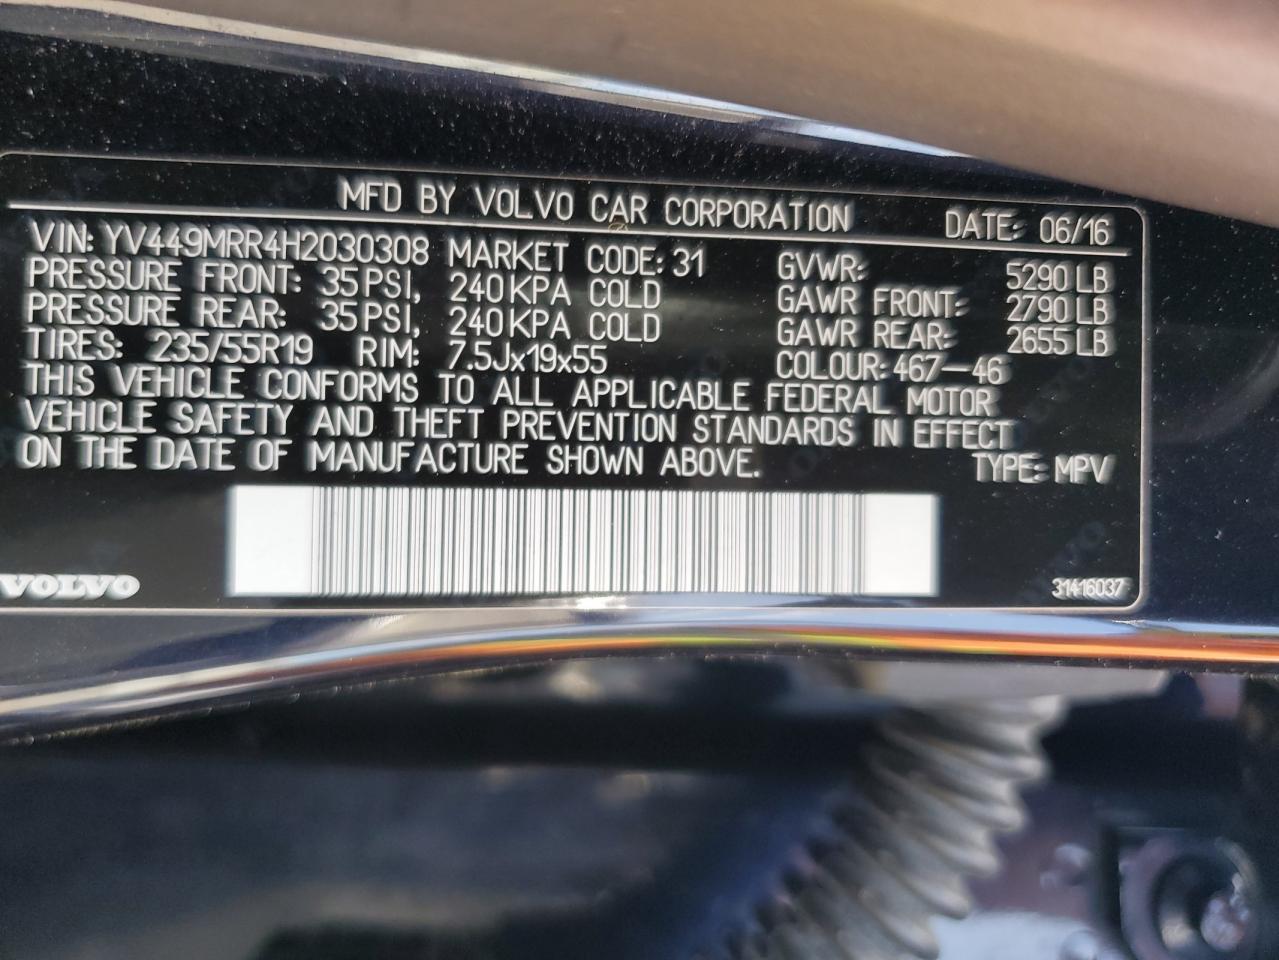 MFD BY VOLVO CAR CORPORATION DATE: 06/16
VIN: YV449MRR4H2030308 MARKET CODE: 31 GVWR: 5290 LB
PRESSURE FRONT: 35 PSI, 240 KPA COLD GAWR FRONT: 2790 LB
PRESSURE REAR: 35 PSI, 240 KPA COLD GAWR REAR: 2655 LB
TIRES: 235/55R19 RIM: 7.5Jx19x55 COLOUR: 467-46
THIS VEHICLE CONFORMS TO ALL APPLICABLE FEDERAL MOTOR
VEHICLE SAFETY AND THEFT PREVENTION STANDARDS IN EFFECT
ON THE DATE OF MANUFACTURE SHOWN ABOVE. TYPE: MPV
VOLVO 31416037